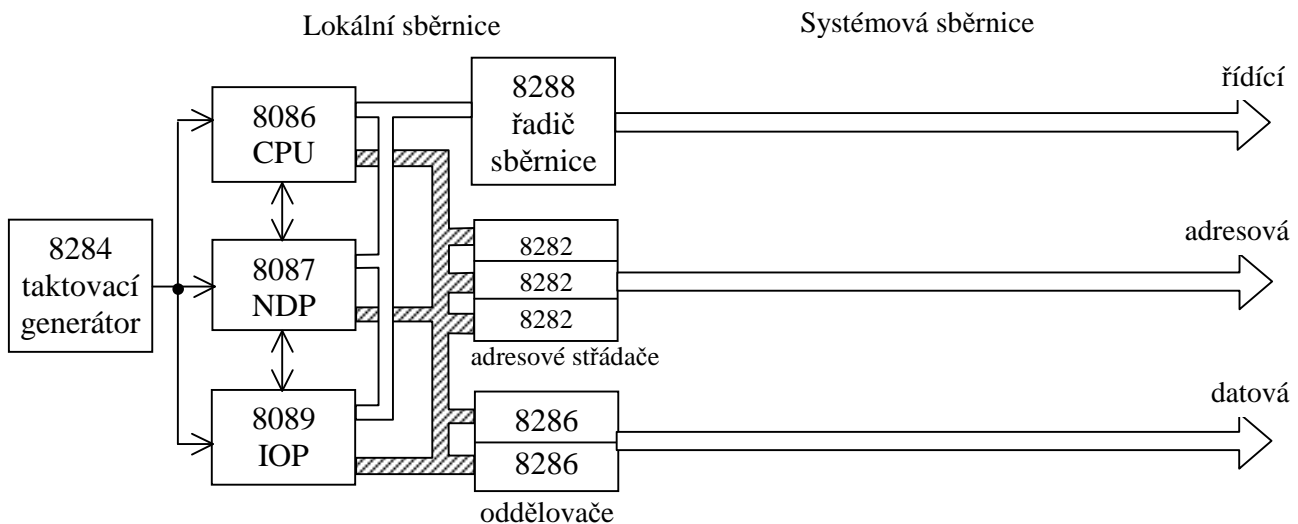 Lokální sběrnice
Systémová sběrnice
8284
taktovací
generátor
8086
CPU
8087
NDP
8089
IOP
8288
řadič
sběrnice
8282
8282
8282
adresové střádače
8286
8286
oddělovače
řídící
adresová
datová